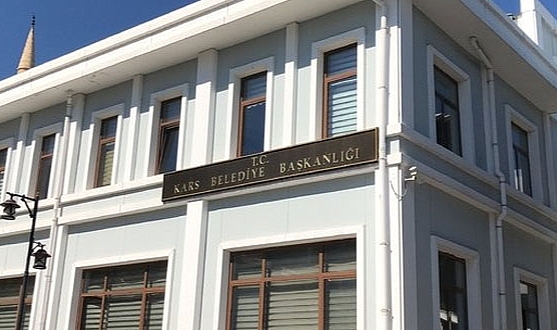 T.C.
KARS BELEDİYE BAŞKANLIĞI